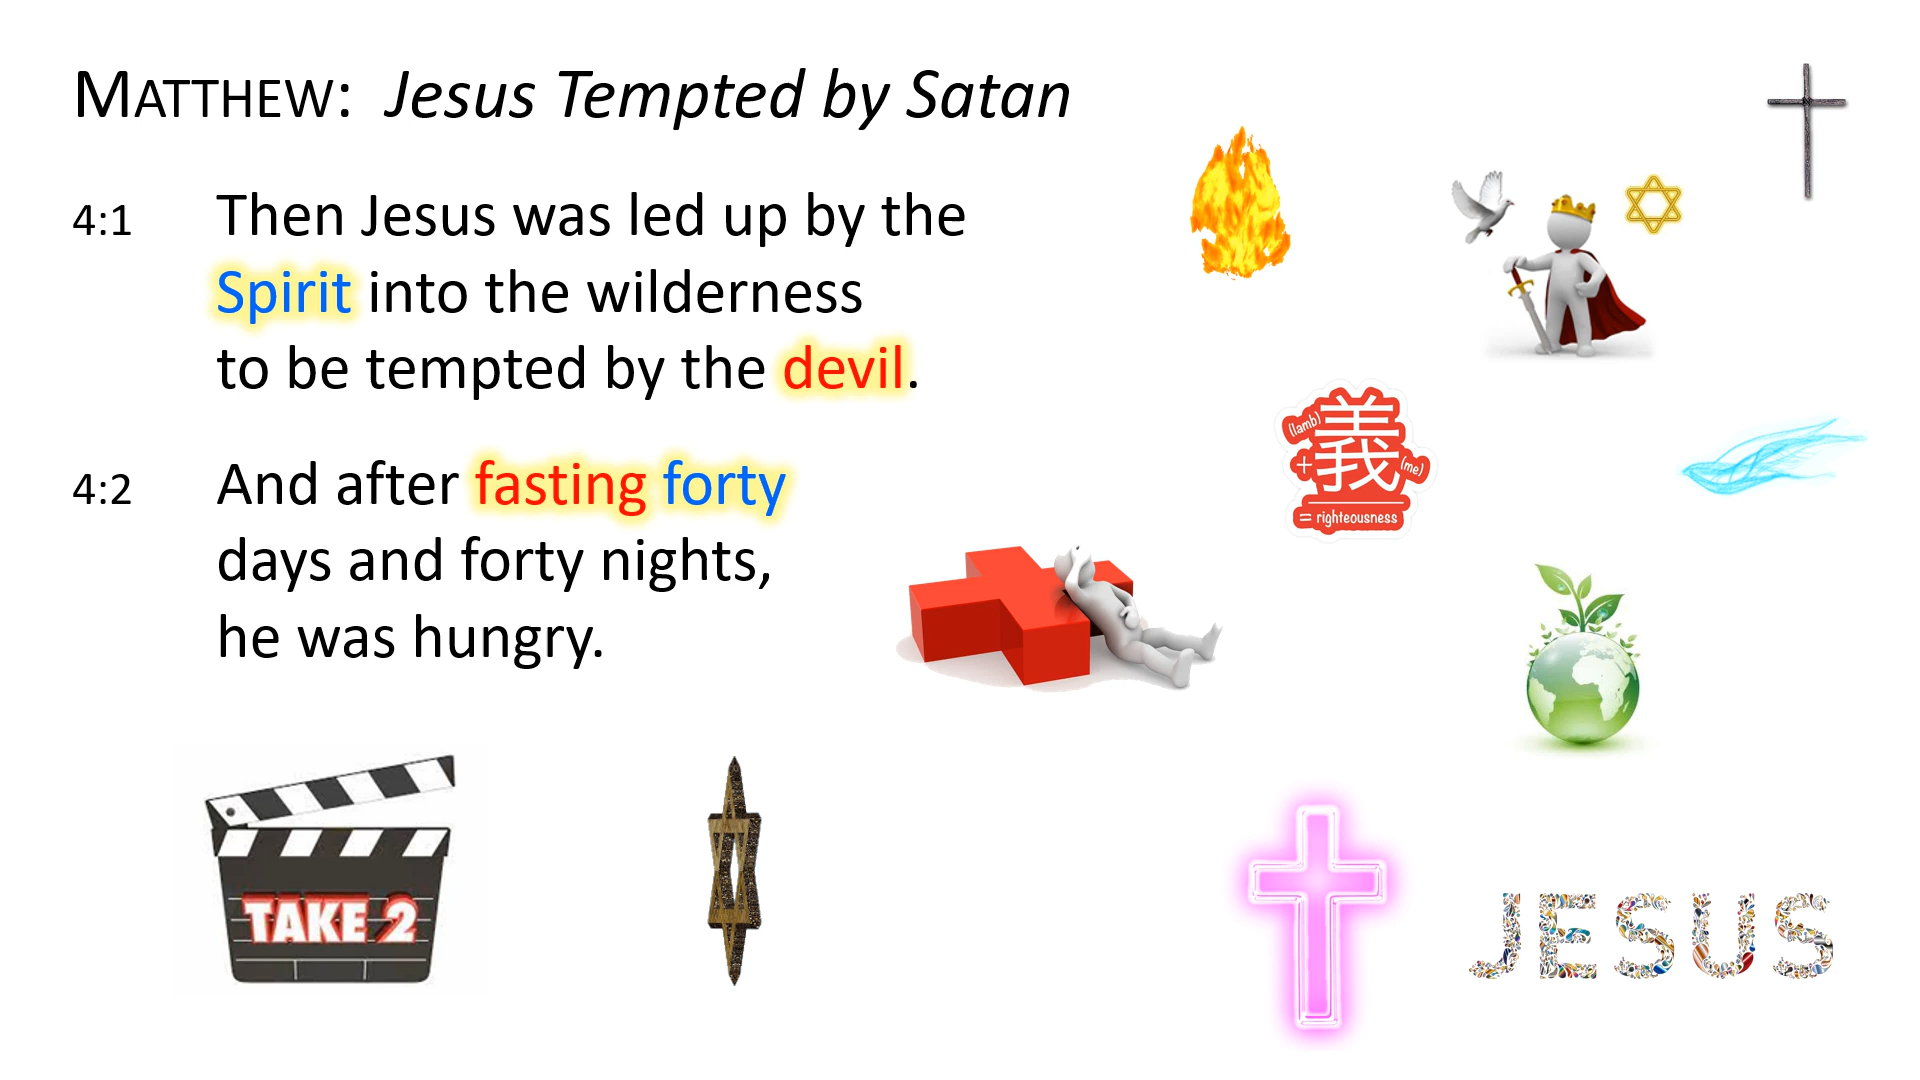 MATTHEW: Jesus Tempted by Satan
4:1 Then Jesus was led up by the
Spirit into the wilderness
to be tempted by the devil.
4:2 And after fasting forty
days and forty nights,
he was hungry.
(lamb)
義
+
(me)
= righteousness
TAKE 2
JESUS